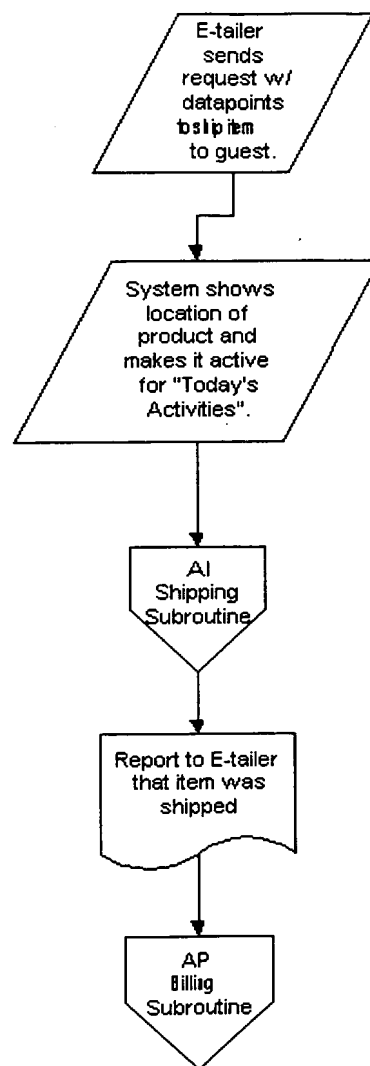 E-tailer
sends
request w/
datapoints
to ship item
to guest.
System shows
location of
product and
makes it active
for "Today's
Activities".
AI
Shipping
Subroutine
Report to E-tailer
that item was
shipped
AP
Billing
Subroutine